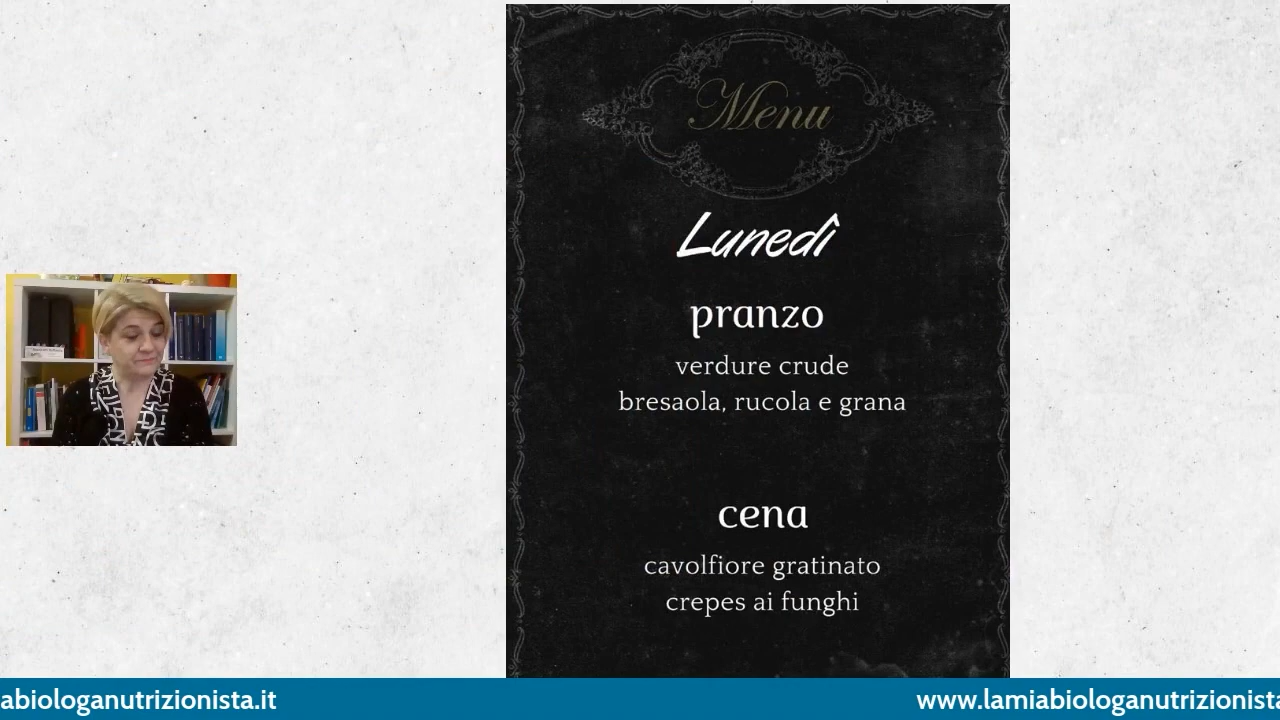 Menu
Lunedì
pranzo
verdure crude
bresaola, rucola e grana
cena
cavolfiore gratinato
crepes ai funghi
abiologanutrizionista.it
www.lamiabiologanutrizionista